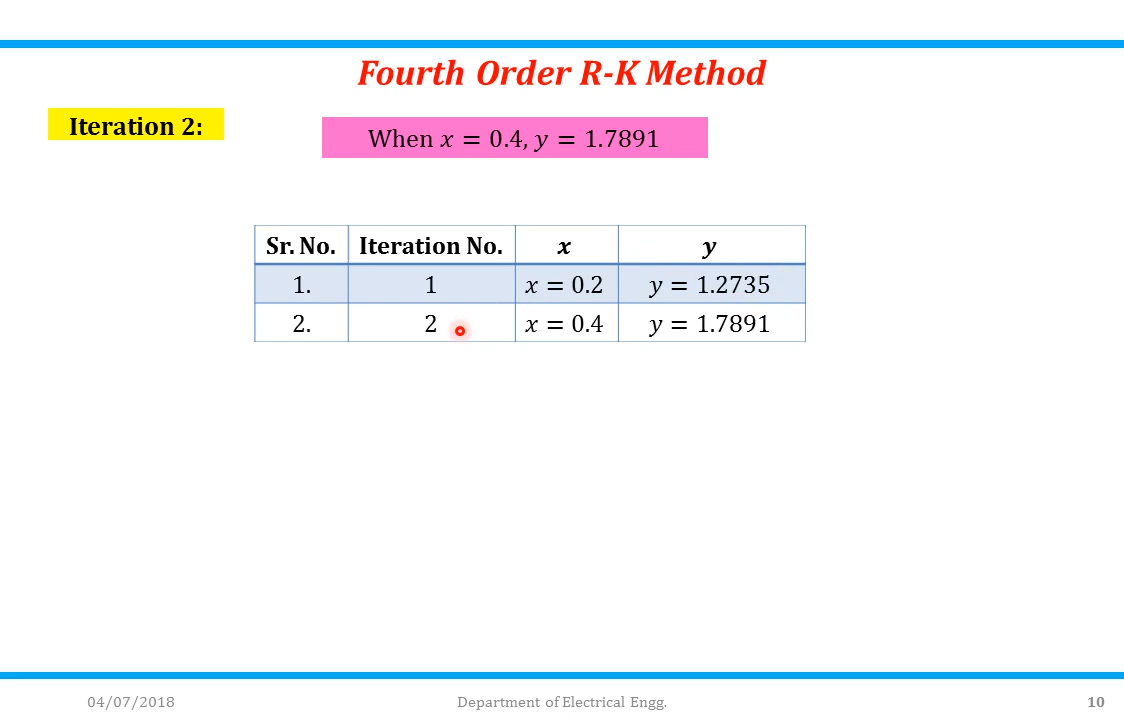 Fourth Order R-K Method
Iteration 2:
When x = 0.4, y = 1.7891
Sr. No. Iteration No. x y
1. 1 x = 0.2 y = 1.2735
2. 2 x = 0.4 y = 1.7891
04/07/2018 Department of Electrical Engg. 10